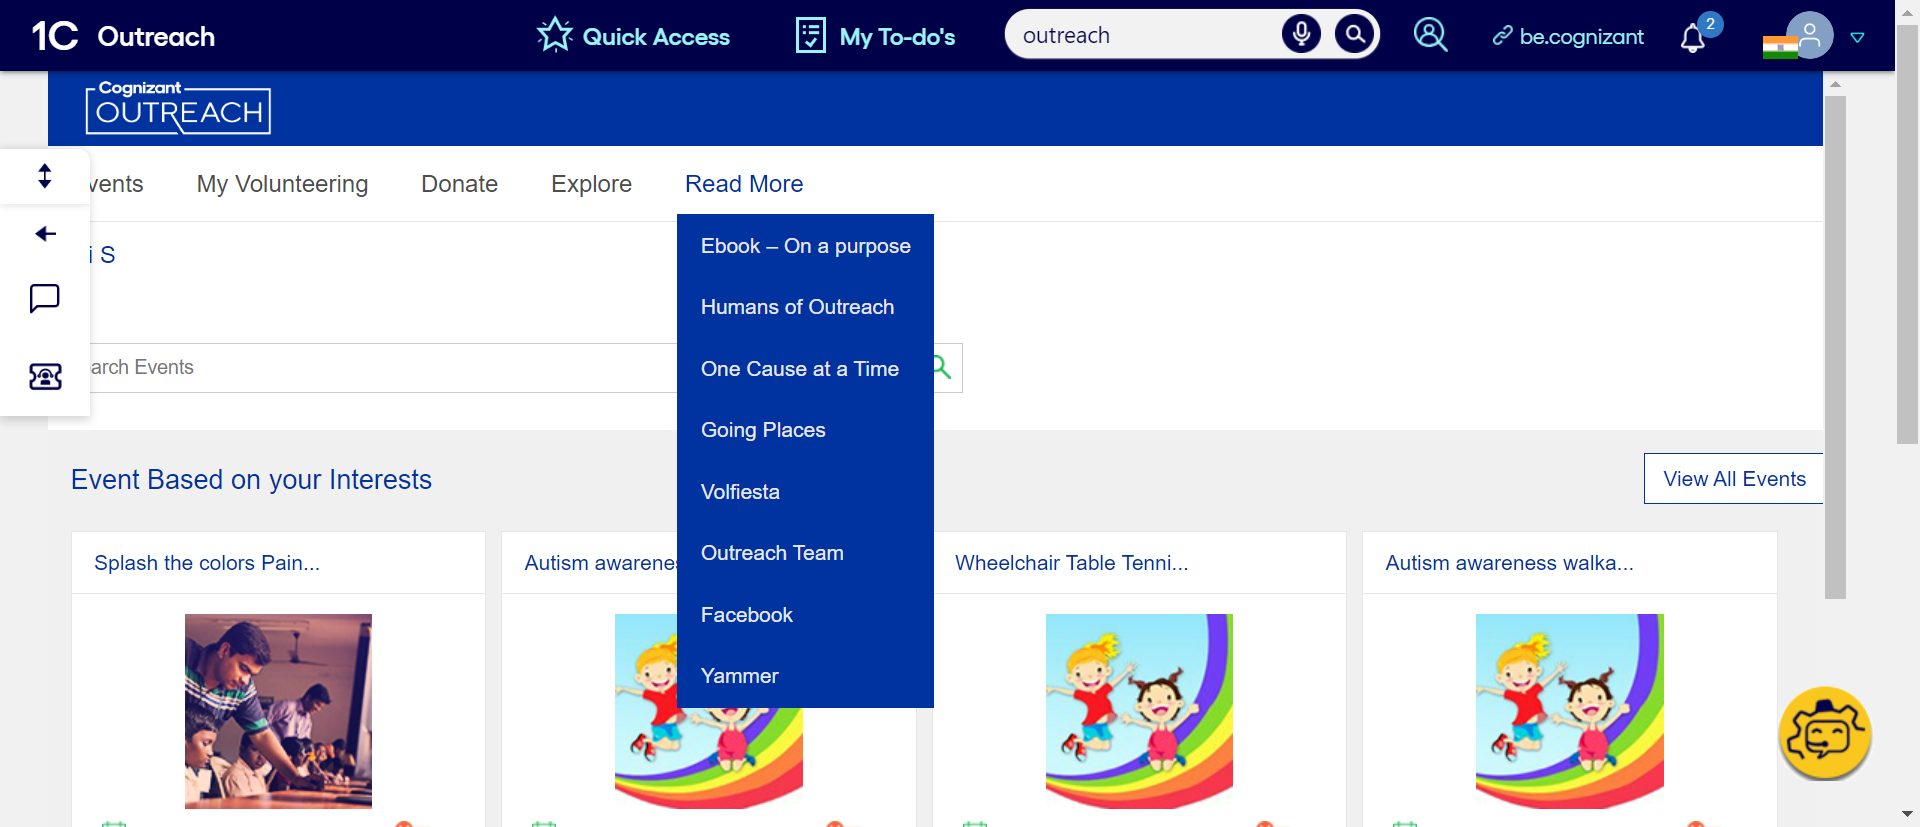 1C Outreach
Quick Access
My To-do's
outreach
be.cognizant
2
Cognizant
OUTREACH
vents
My Volunteering
Donate
Explore
Read More
i S
Ebook – On a purpose
Humans of Outreach
One Cause at a Time
Going Places
Volfiesta
Outreach Team
Facebook
Yammer
arch Events
Event Based on your Interests
View All Events
Splash the colors Pain...
Autism awarene
Wheelchair Table Tenni...
Autism awareness walka...